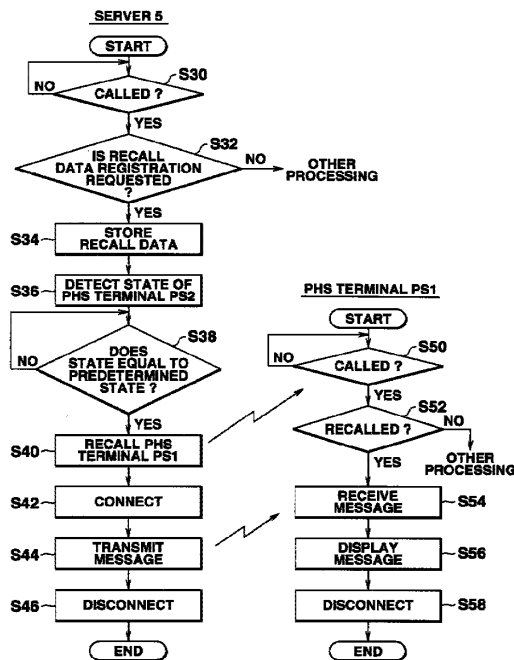 SERVER 5
START
S30
CALLED ?
NO
YES
S32
IS RECALL
DATA REGISTRATION
REQUESTED
?
NO
OTHER
PROCESSING
YES
S34
STORE
RECALL DATA
S36
DETECT STATE OF
PHS TERMINAL PS2
S38
DOES
STATE EQUAL TO
PREDETERMINED
STATE ?
NO
YES
S40
RECALL PHS
TERMINAL PS1
S42
CONNECT
S44
TRANSMIT
MESSAGE
S46
DISCONNECT
END
PHS TERMINAL PS1
START
S50
CALLED ?
NO
YES
S52
RECALLED ?
NO
OTHER
PROCESSING
YES
RECEIVE
MESSAGE
S54
DISPLAY
MESSAGE
S56
DISCONNECT
S58
END